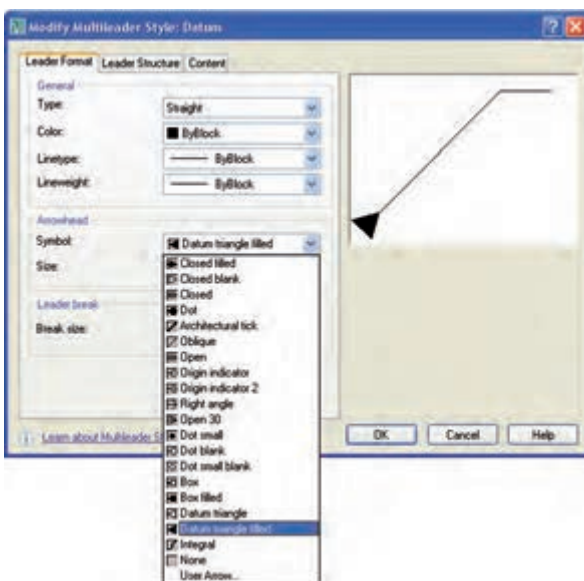 Modify Multileader Style: Datum
Leader Format Leader Structure Content
General
Type: Straight
Color: ByBlock
Linetype: ByBlock
Lineweight: ByBlock
Arrowhead
Symbol: Datum triangle filled
Size:
Closed filled
Closed blank
Closed
Dot
Architectural tick
Oblique
Open
Origin indicator
Origin indicator 2
Right angle
Open 30
Dot small
Dot blank
Dot small blank
Box
Box filled
Datum triangle
Datum triangle filled
Integral
None
User Arrow...
Leader break
Break size:
Learn about Multileader S
OK Cancel Help